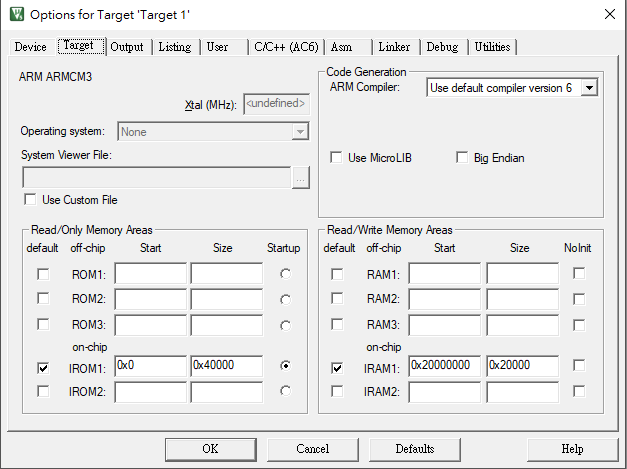 Options for Target 'Target 1'
Device Target Output Listing User C/C++ (AC6) Asm Linker Debug Utilities
ARM ARMCM3
Xtal (MHz): <undefined>
Operating system: None
System Viewer File:
...
Use Custom File
Code Generation
ARM Compiler: Use default compiler version 6
Use MicroLIB Big Endian
Read/Only Memory Areas
default off-chip Start Size Startup
ROM1:
ROM2:
ROM3:
on-chip
IROM1: 0x0 0x40000
IROM2:
Read/Write Memory Areas
default off-chip Start Size NoInit
RAM1:
RAM2:
RAM3:
on-chip
IRAM1: 0x20000000 0x20000
IRAM2:
OK Cancel Defaults Help